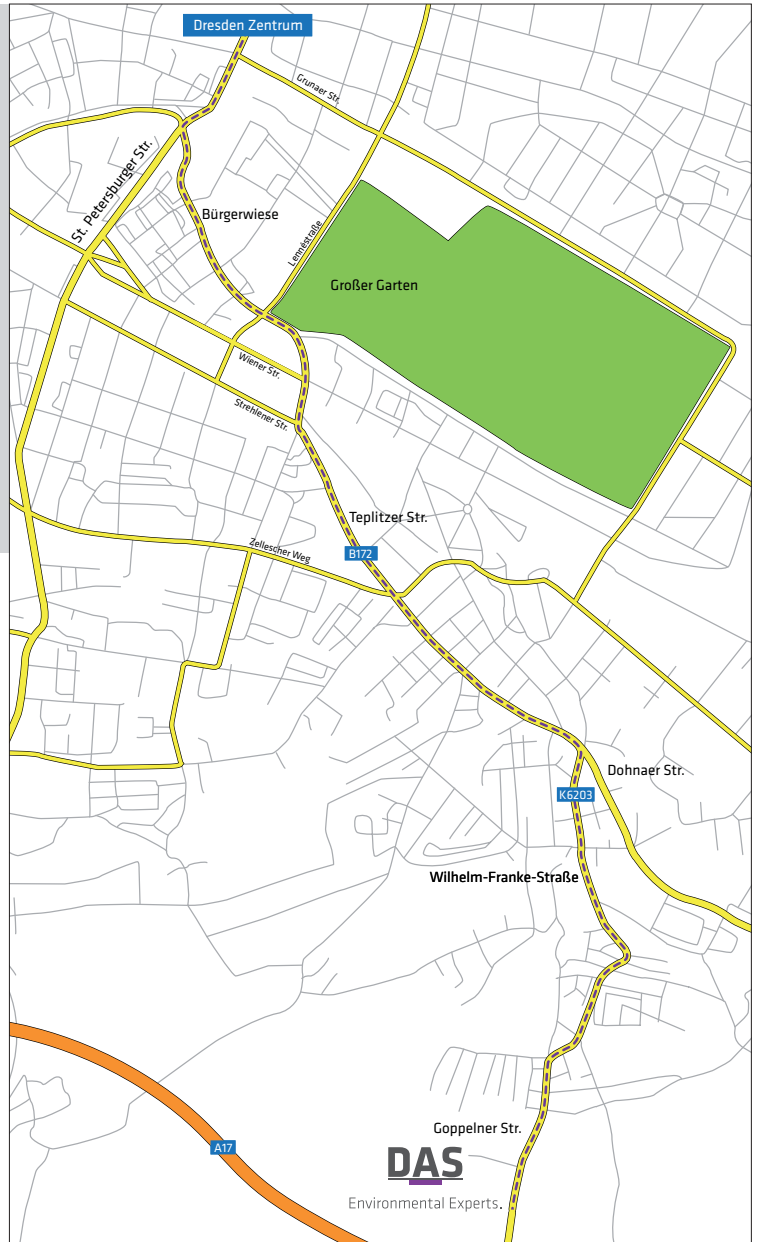 Dresden Zentrum
Grunaer Str.
St. Petersburger Str.
Bürgerwiese
Lennéstraße
Großer Garten
Wiener Str.
Strehlener Str.
Teplitzer Str.
Zellescher Weg
B172
Dohnaer Str.
K6203
Wilhelm-Franke-Straße
Goppelner Str.
A17
DAS
Environmental Experts.